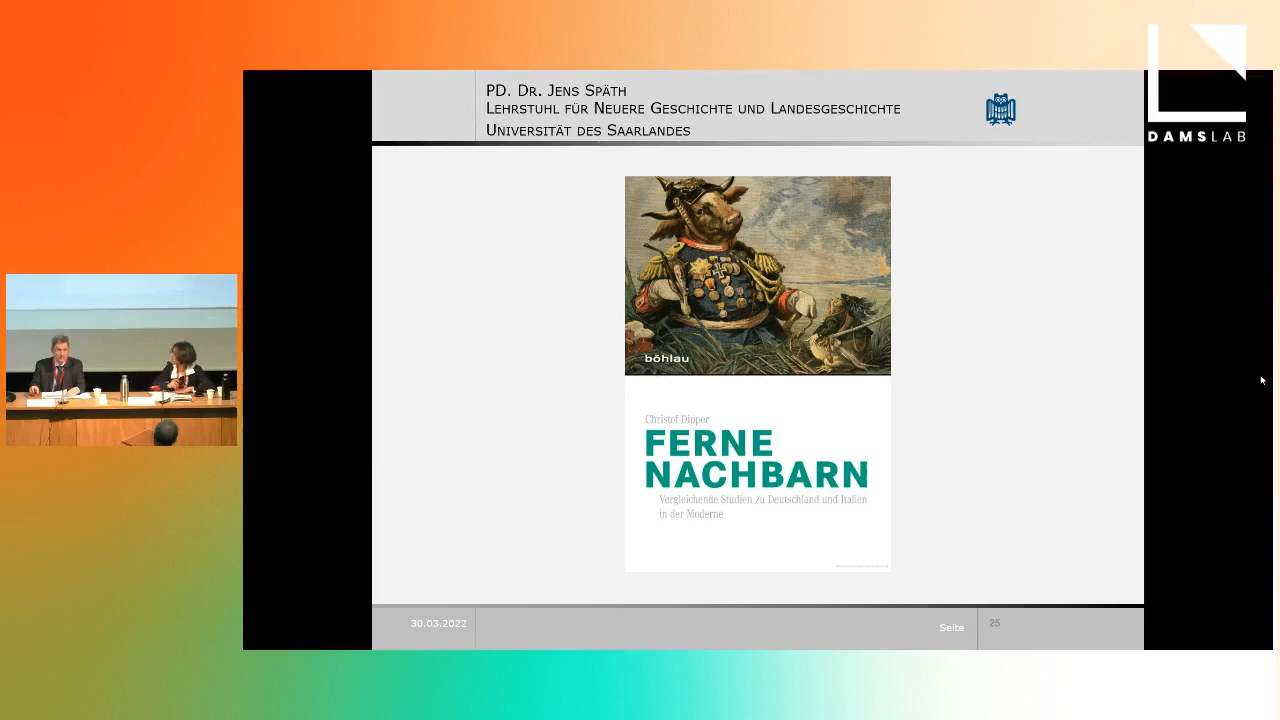 PD. Dr. Jens Späth
Lehrstuhl für Neuere Geschichte und Landesgeschichte
Universität des Saarlandes
DAMSLAB
böhlau
Christof Dipper
FERNE
NACHBARN
Vergleichende Studien zu Deutschland und Italien
in der Moderne
30.03.2022
Seite
25